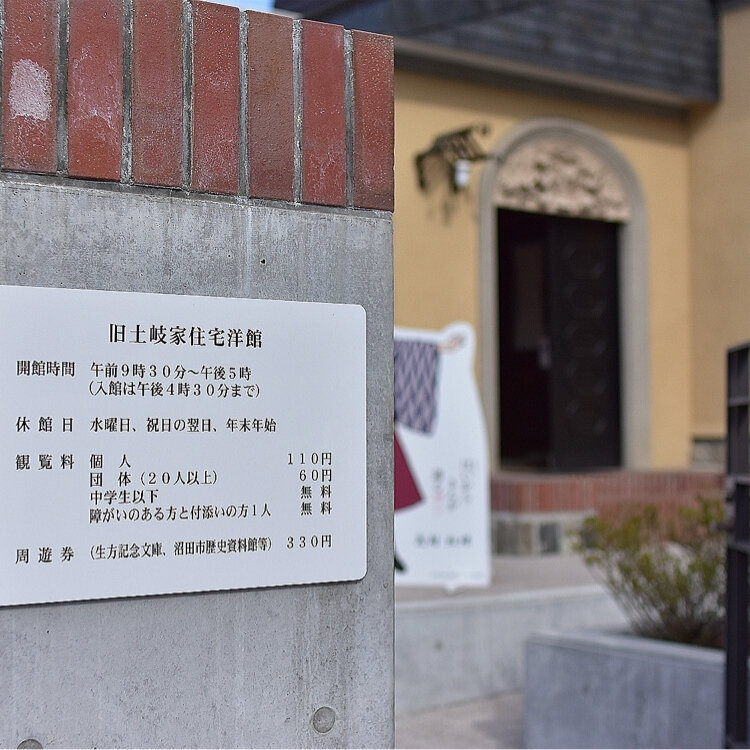 旧土岐家住宅洋館
開館時間 午前９時３０分～午後５時
（入館は午後４時３０分まで）
休館日 水曜日、祝日の翌日、年末年始
観覧料 個人 １１０円
団体（２０人以上） ６０円
中学生以下 無料
障がいのある方と付添いの方１人 無料
周遊券 （生方記念文庫、沼田市歴史資料館等） ３３０円